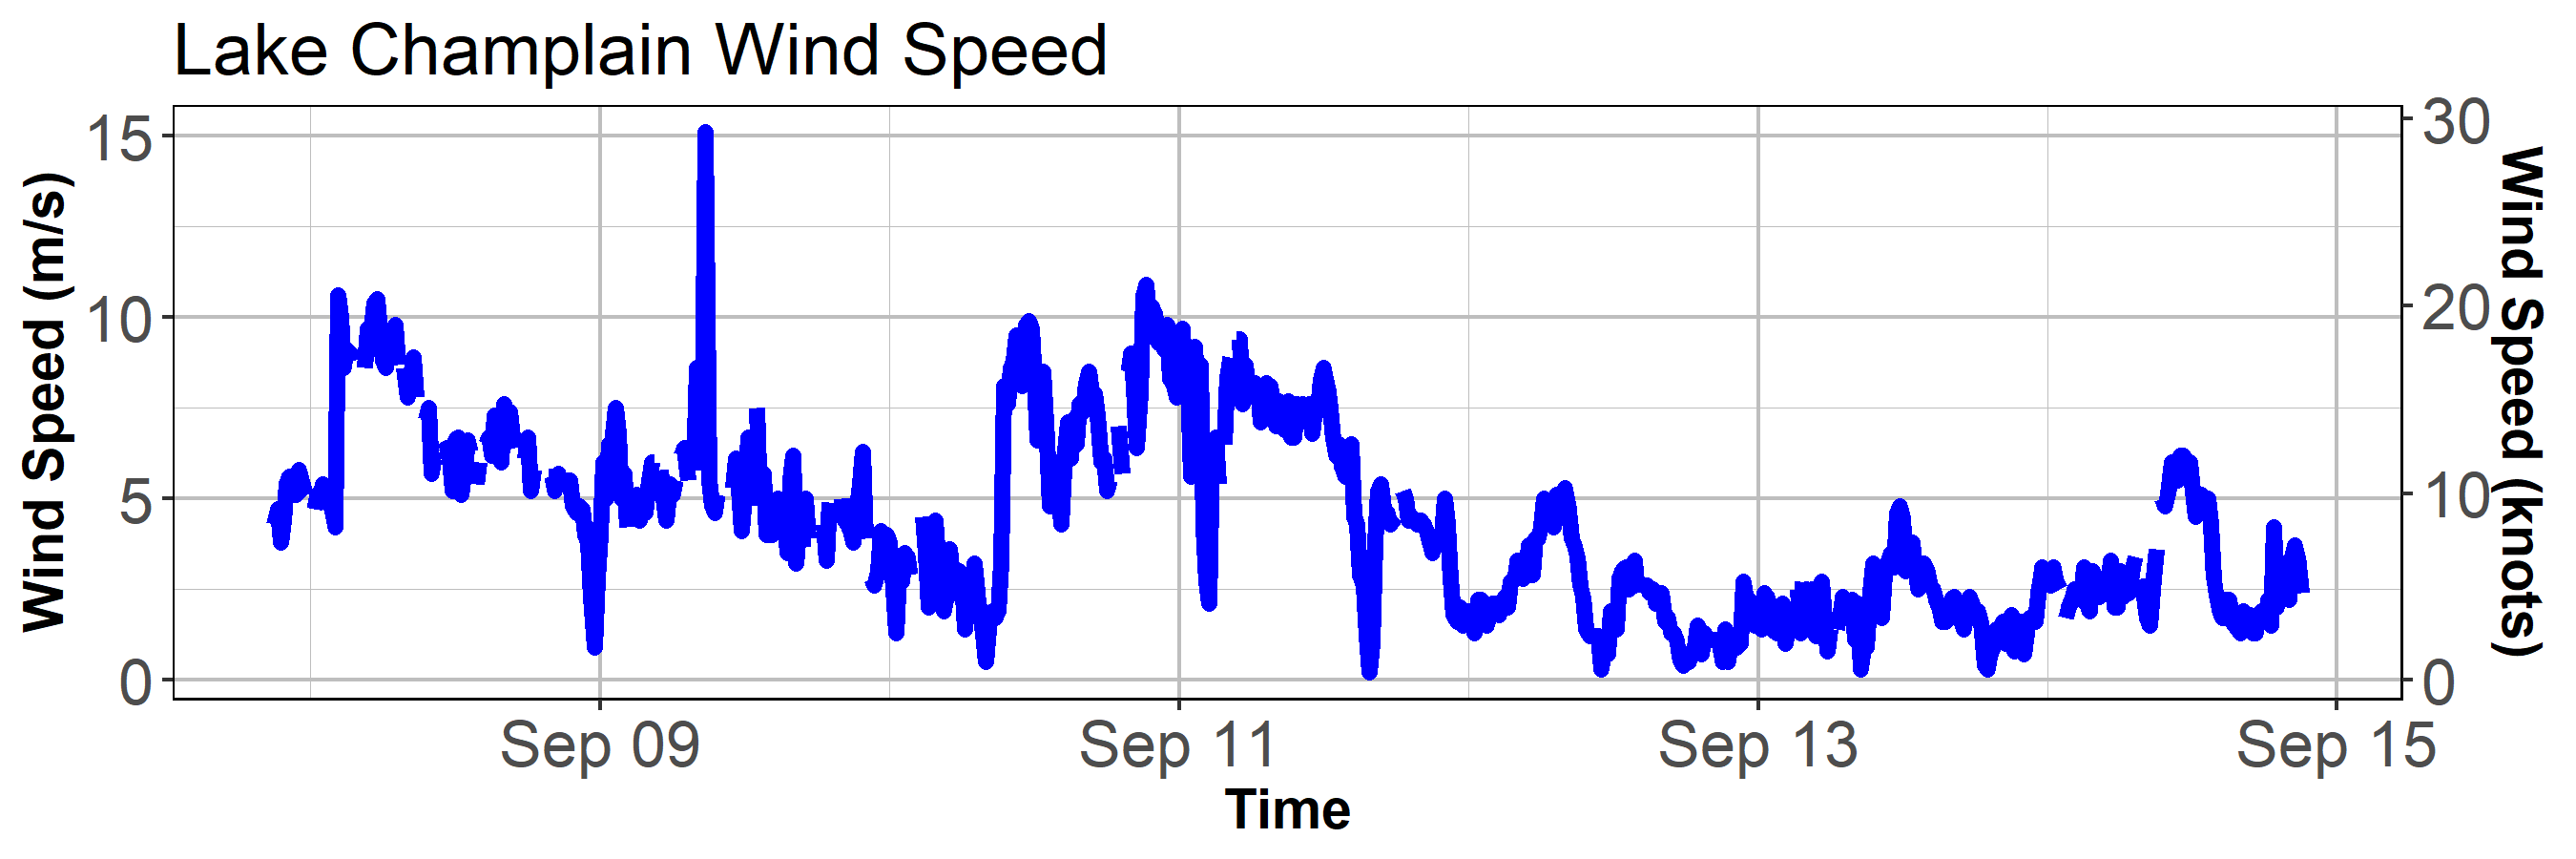 Lake Champlain Wind Speed
Wind Speed (m/s)
15
10
5
0
30
20
10
0
Wind Speed (knots)
Sep 09
Sep 11
Sep 13
Sep 15
Time